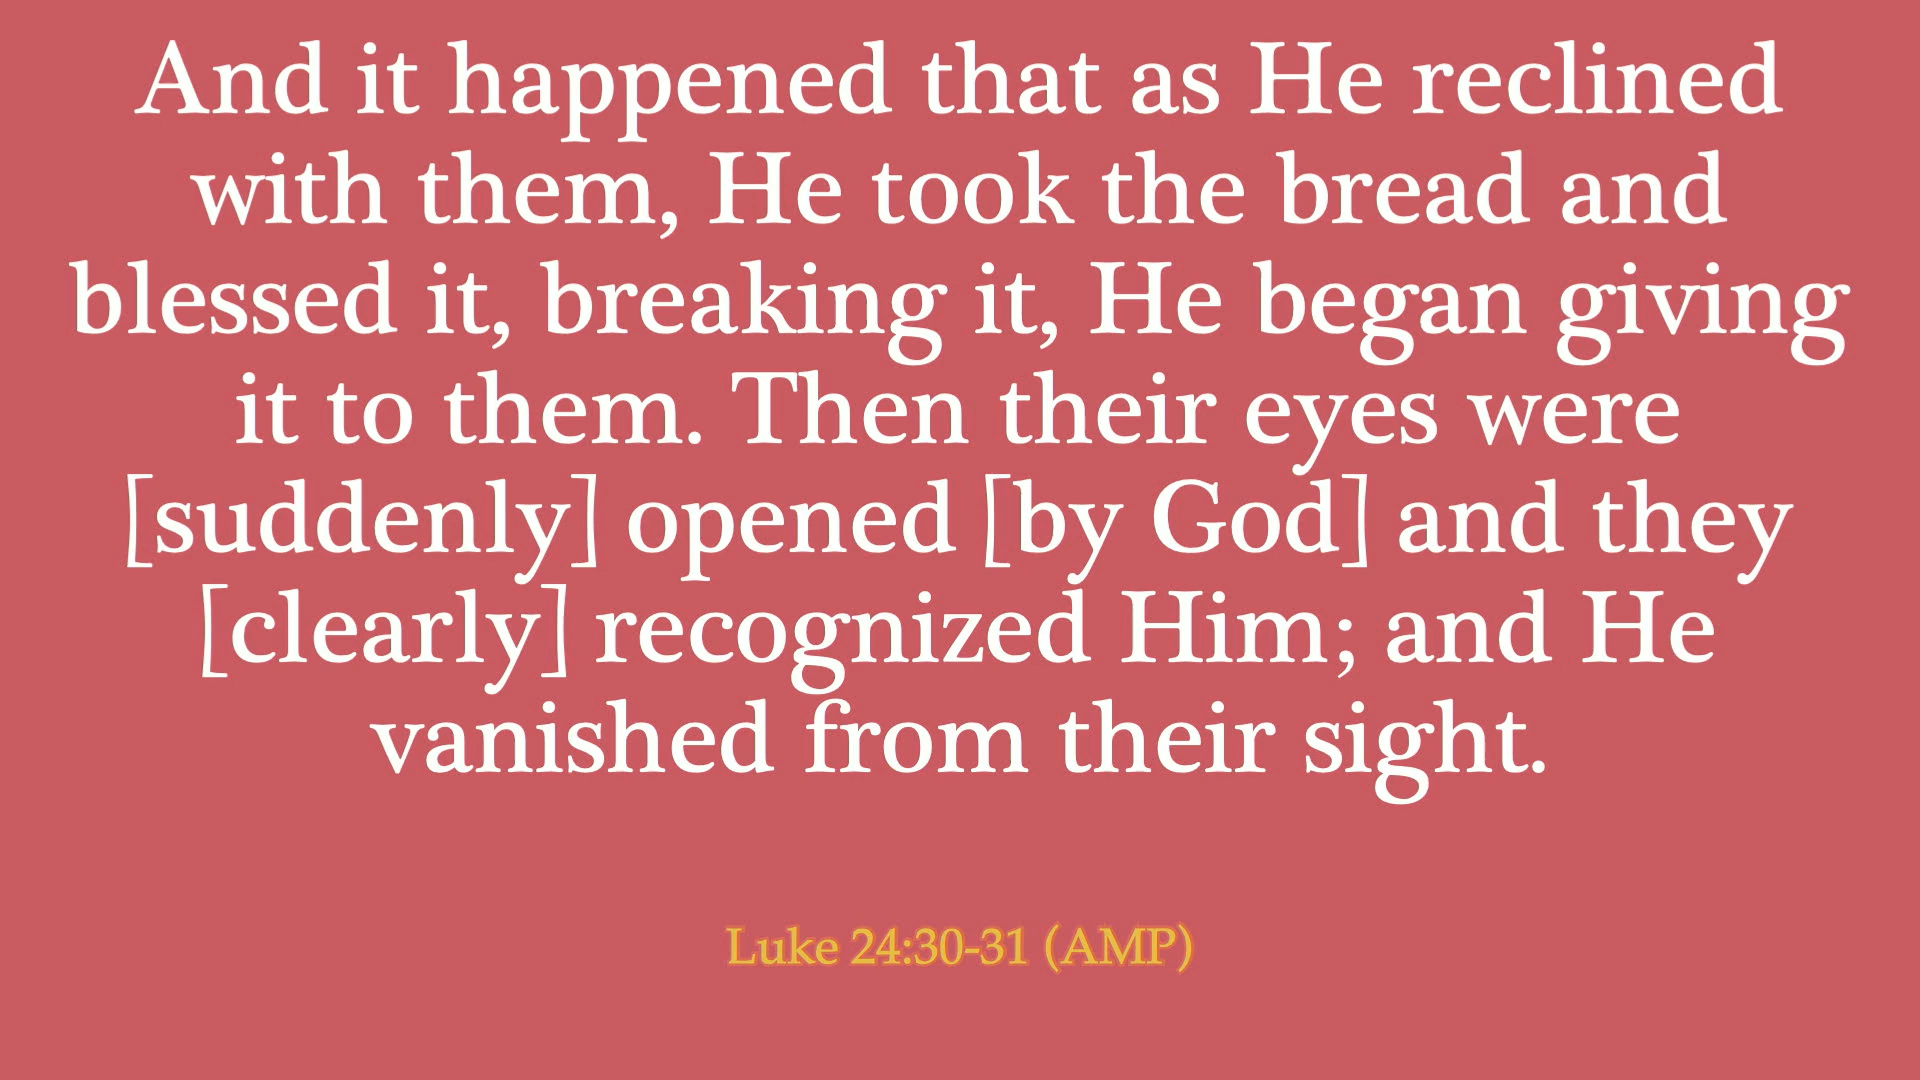 And it happened that as He reclined
with them, He took the bread and
blessed it, breaking it, He began giving
it to them. Then their eyes were
[suddenly] opened [by God] and they
[clearly] recognized Him; and He
vanished from their sight.
Luke 24:30-31 (AMP)